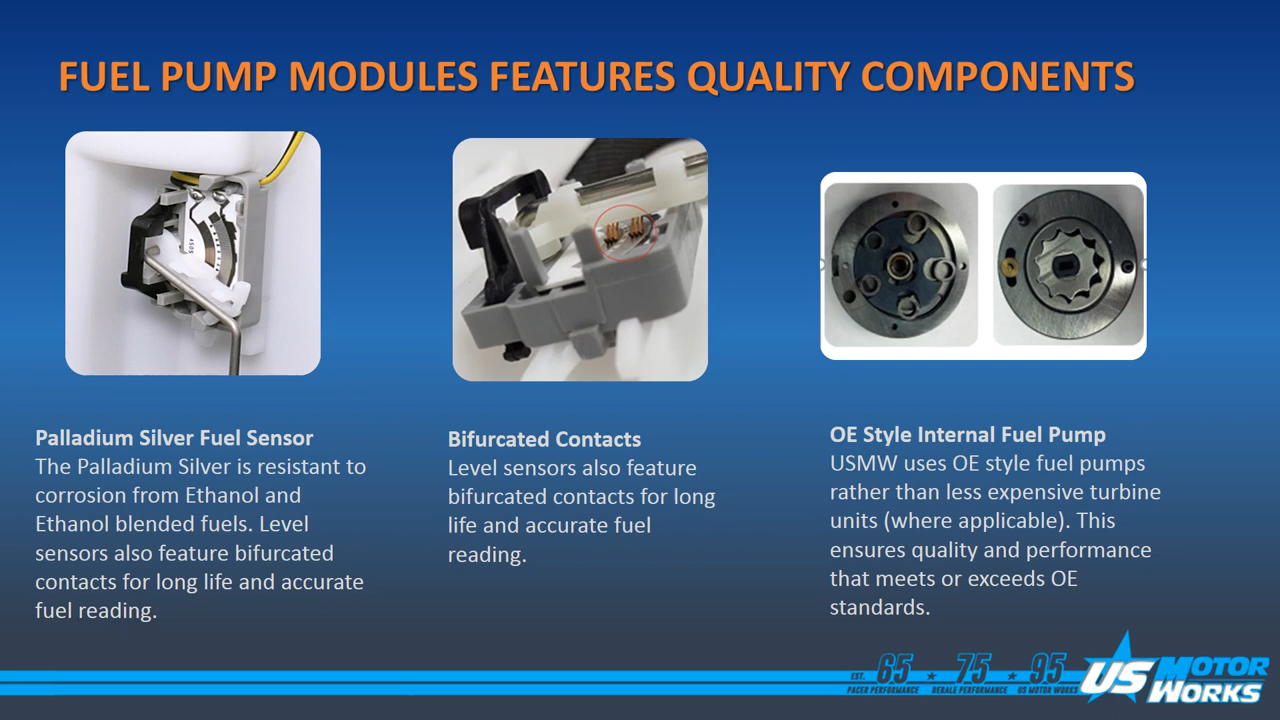 FUEL PUMP MODULES FEATURES QUALITY COMPONENTS
Palladium Silver Fuel Sensor
The Palladium Silver is resistant to
corrosion from Ethanol and
Ethanol blended fuels. Level
sensors also feature bifurcated
contacts for long life and accurate
fuel reading.
Bifurcated Contacts
Level sensors also feature
bifurcated contacts for long
life and accurate fuel
reading.
OE Style Internal Fuel Pump
USMW uses OE style fuel pumps
rather than less expensive turbine
units (where applicable). This
ensures quality and performance
that meets or exceeds OE
standards.
EST. 65 ★ 75 ★ 95
PACER PERFORMANCE DERALE PERFORMANCE US MOTOR WORKS
US MOTOR
WORKS